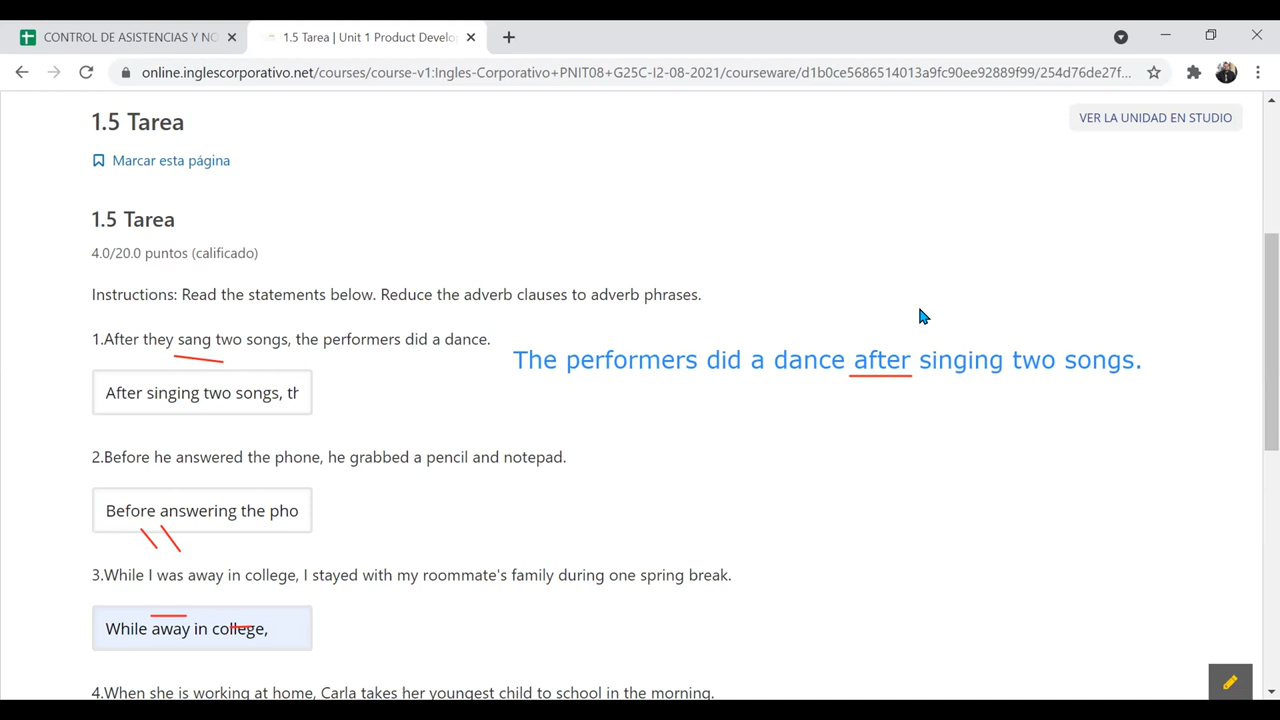 CONTROL DE ASISTENCIAS Y NO
1.5 Tarea | Unit 1 Product Develo
online.inglescorporativo.net/courses/course-v1:Ingles-Corporativo+PNIT08+G25C-I2-08-2021/courseware/d1b0ce5686514013a9fc90ee92889f99/254d76de27f...
1.5 Tarea
VER LA UNIDAD EN STUDIO
Marcar esta página
1.5 Tarea
4.0/20.0 puntos (calificado)
Instructions: Read the statements below. Reduce the adverb clauses to adverb phrases.
1.After they sang two songs, the performers did a dance.
The performers did a dance after singing two songs.
After singing two songs, th
2.Before he answered the phone, he grabbed a pencil and notepad.
Before answering the pho
3.While I was away in college, I stayed with my roommate's family during one spring break.
While away in college,
4.When she is working at home, Carla takes her youngest child to school in the morning.